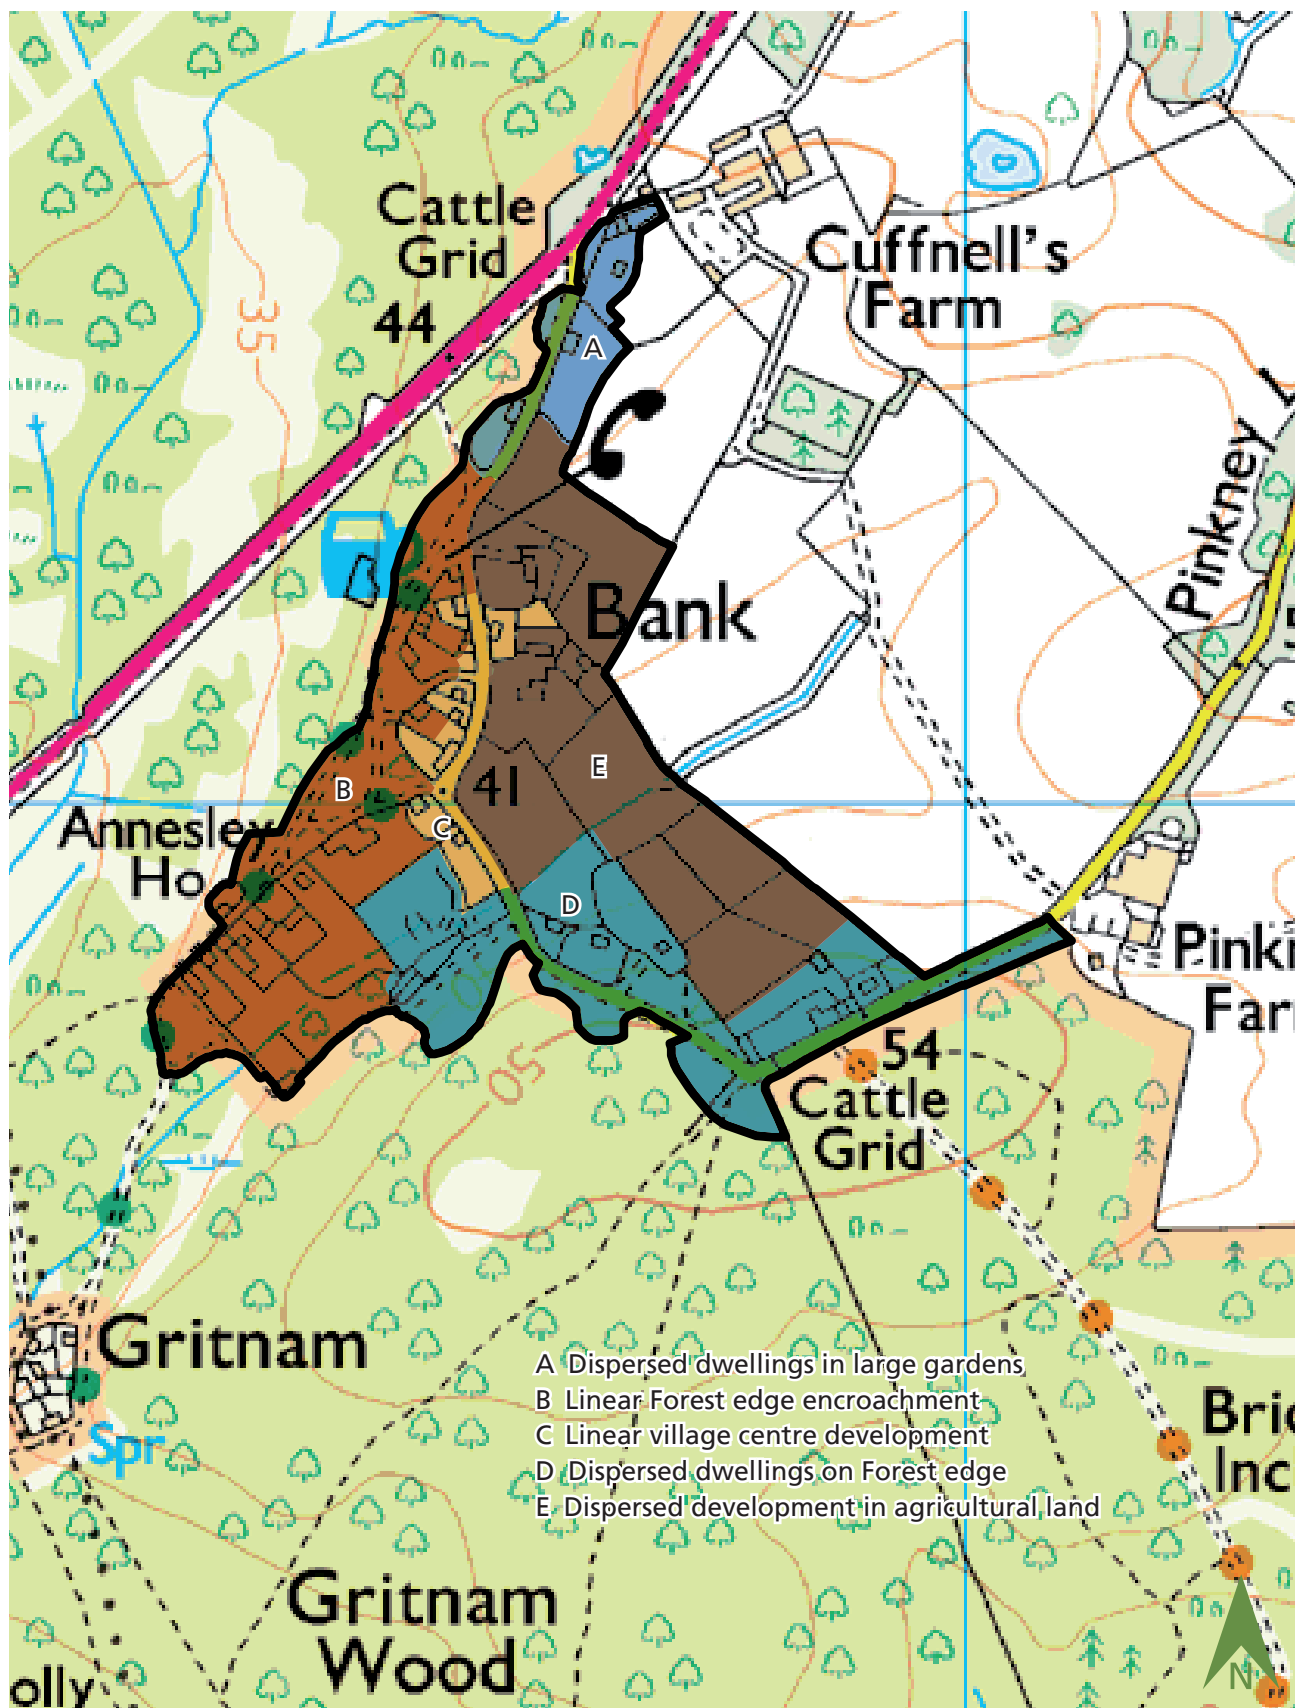 Cattle
Grid
44
35
Cuffnell's
Farm
A
Pinkney L
Bank
41
E
B
C
Annesley
Ho
D
50
Pinkn
Far
54
Cattle
Grid
Gritnam
Spr
A Dispersed dwellings in large gardens
B Linear Forest edge encroachment
C Linear village centre development
D Dispersed dwellings on Forest edge
E Dispersed development in agricultural land
Bri
Inc
Gritnam
Wood
olly
N